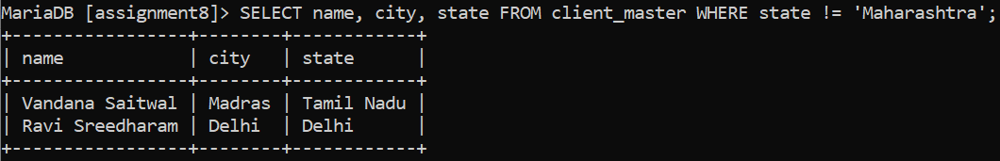 MariaDB [assignment8]> SELECT name, city, state FROM client_master WHERE state != 'Maharashtra';
+-----------------+--------+------------+
| name            | city   | state      |
+-----------------+--------+------------+
| Vandana Saitwal | Madras | Tamil Nadu |
| Ravi Sreedharam | Delhi  | Delhi      |
+-----------------+--------+------------+